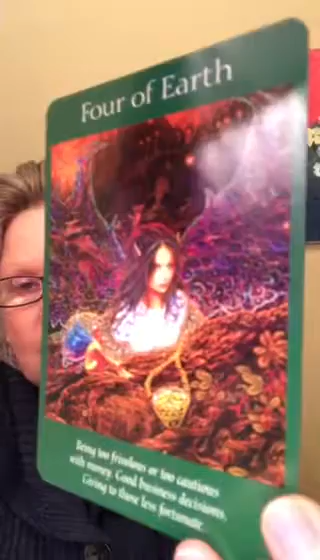 Four of Earth
Being too frivolous or too cautious
with money. Good business decisions.
Giving to those less fortunate.